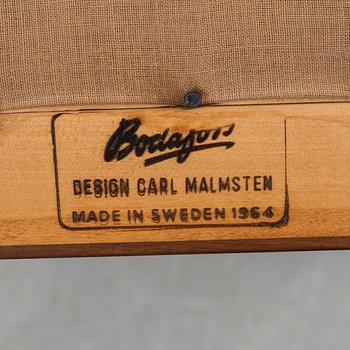 Bodafors
DESIGN CARL MALMSTEN
MADE IN SWEDEN 1964